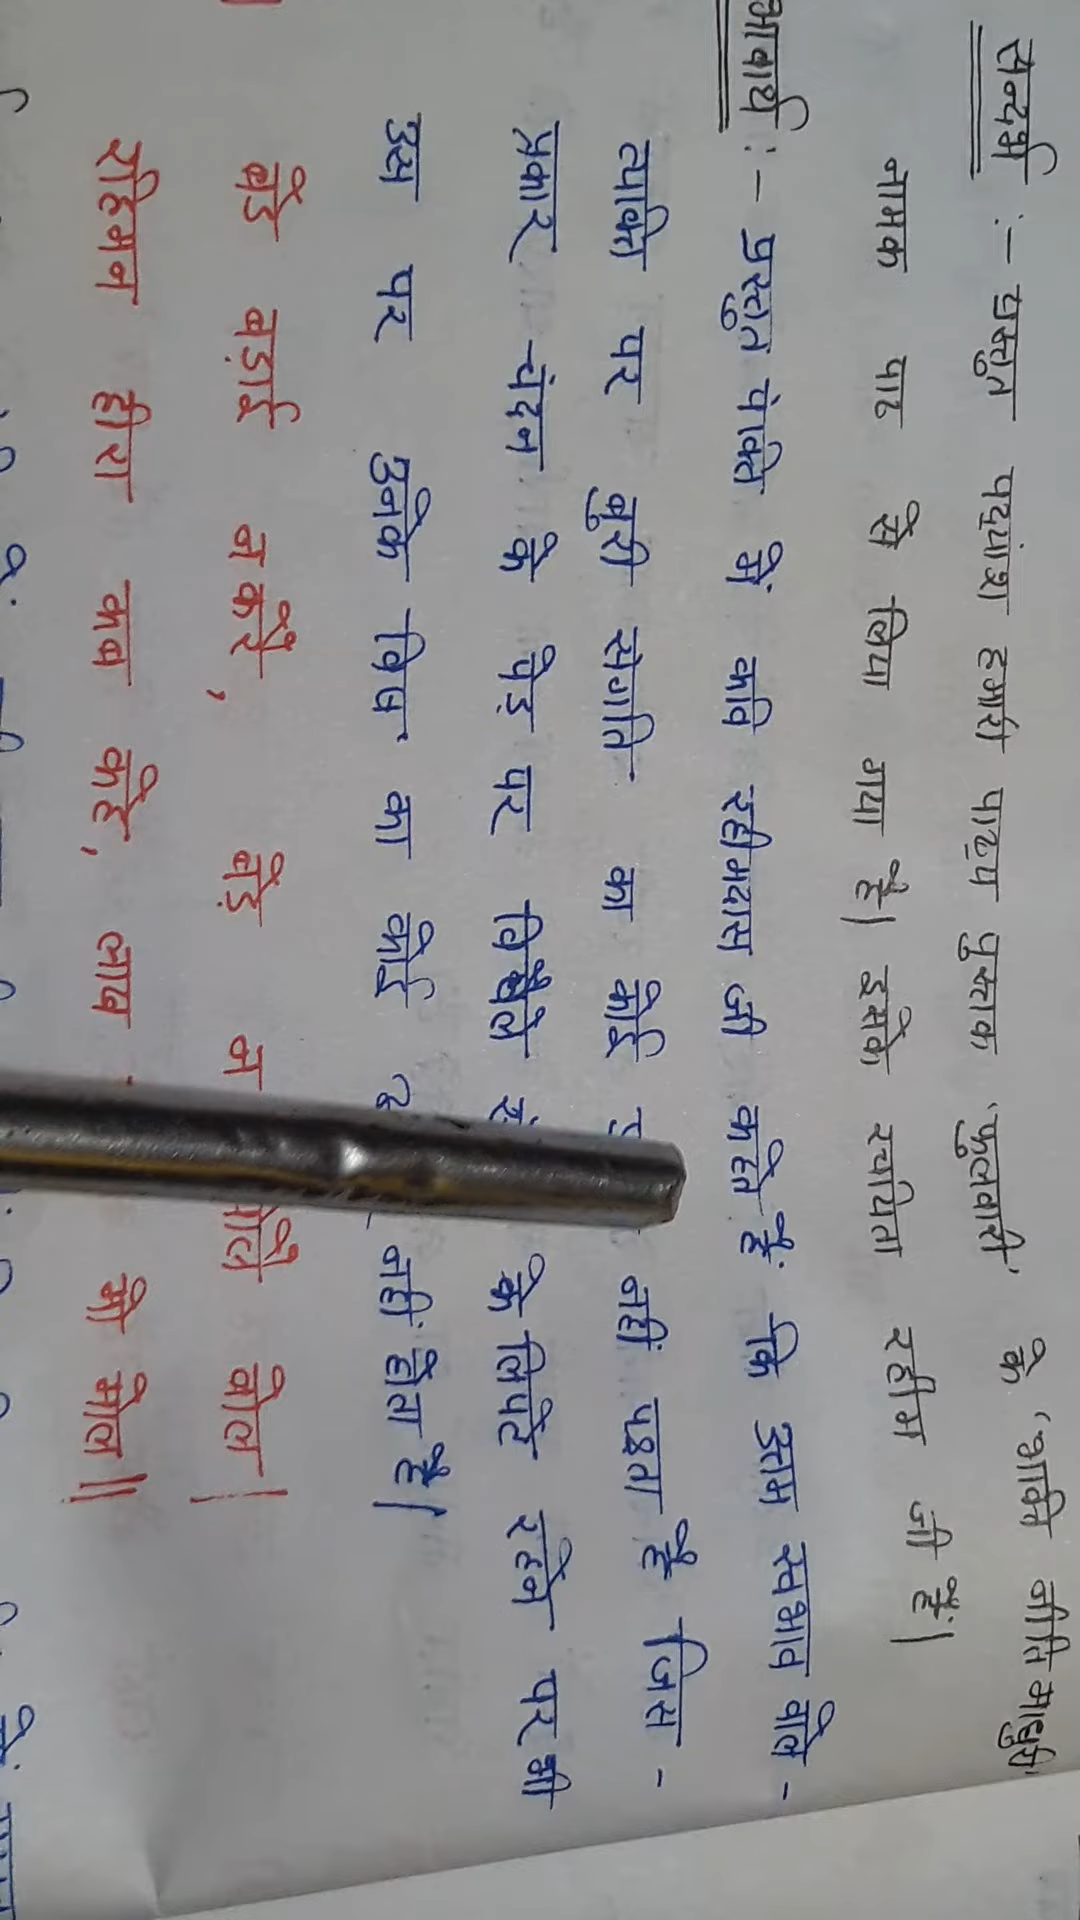 सन्दर्भ :- प्रस्तुत पद्यांश हमारी पाठ्य पुस्तक 'फुलवारी' के 'भक्ति नीति माधुरी'
नामक पाठ से लिया गया है। इसके रचयिता रहीम जी हैं।
भावार्थ :- प्रस्तुत पंक्ति में कवि रहीमदास जी कहते हैं कि उत्तम स्वभाव वाले -
व्यक्ति पर बुरी संगति का कोई नहीं पड़ता है जिस -
प्रकार चंदन के पेड़ पर विषैले के लिपटे रहने पर भी
उस पर उनके विष का कोई नहीं होता है।
बड़े बड़ाई न करैं, बड़े न बोल।
रहिमन हीरा कब कहे, लाख मो मोल॥